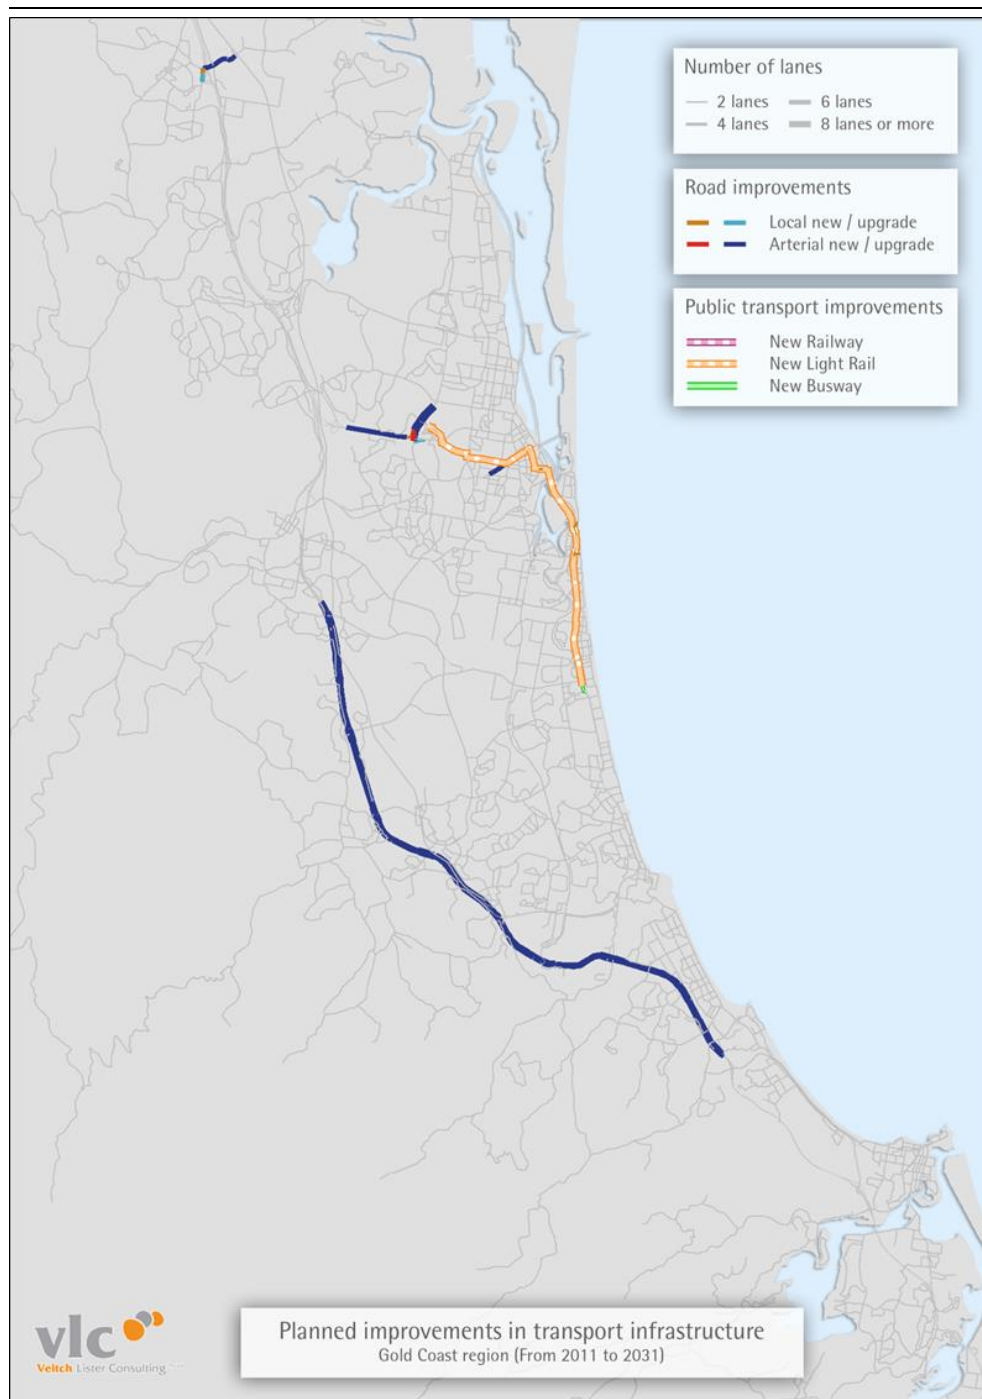 Number of lanes
2 lanes 6 lanes
4 lanes 8 lanes or more
Road improvements
Local new / upgrade
Arterial new / upgrade
Public transport improvements
New Railway
New Light Rail
New Busway
vlc
Veitch Lister Consulting
Planned improvements in transport infrastructure
Gold Coast region (From 2011 to 2031)